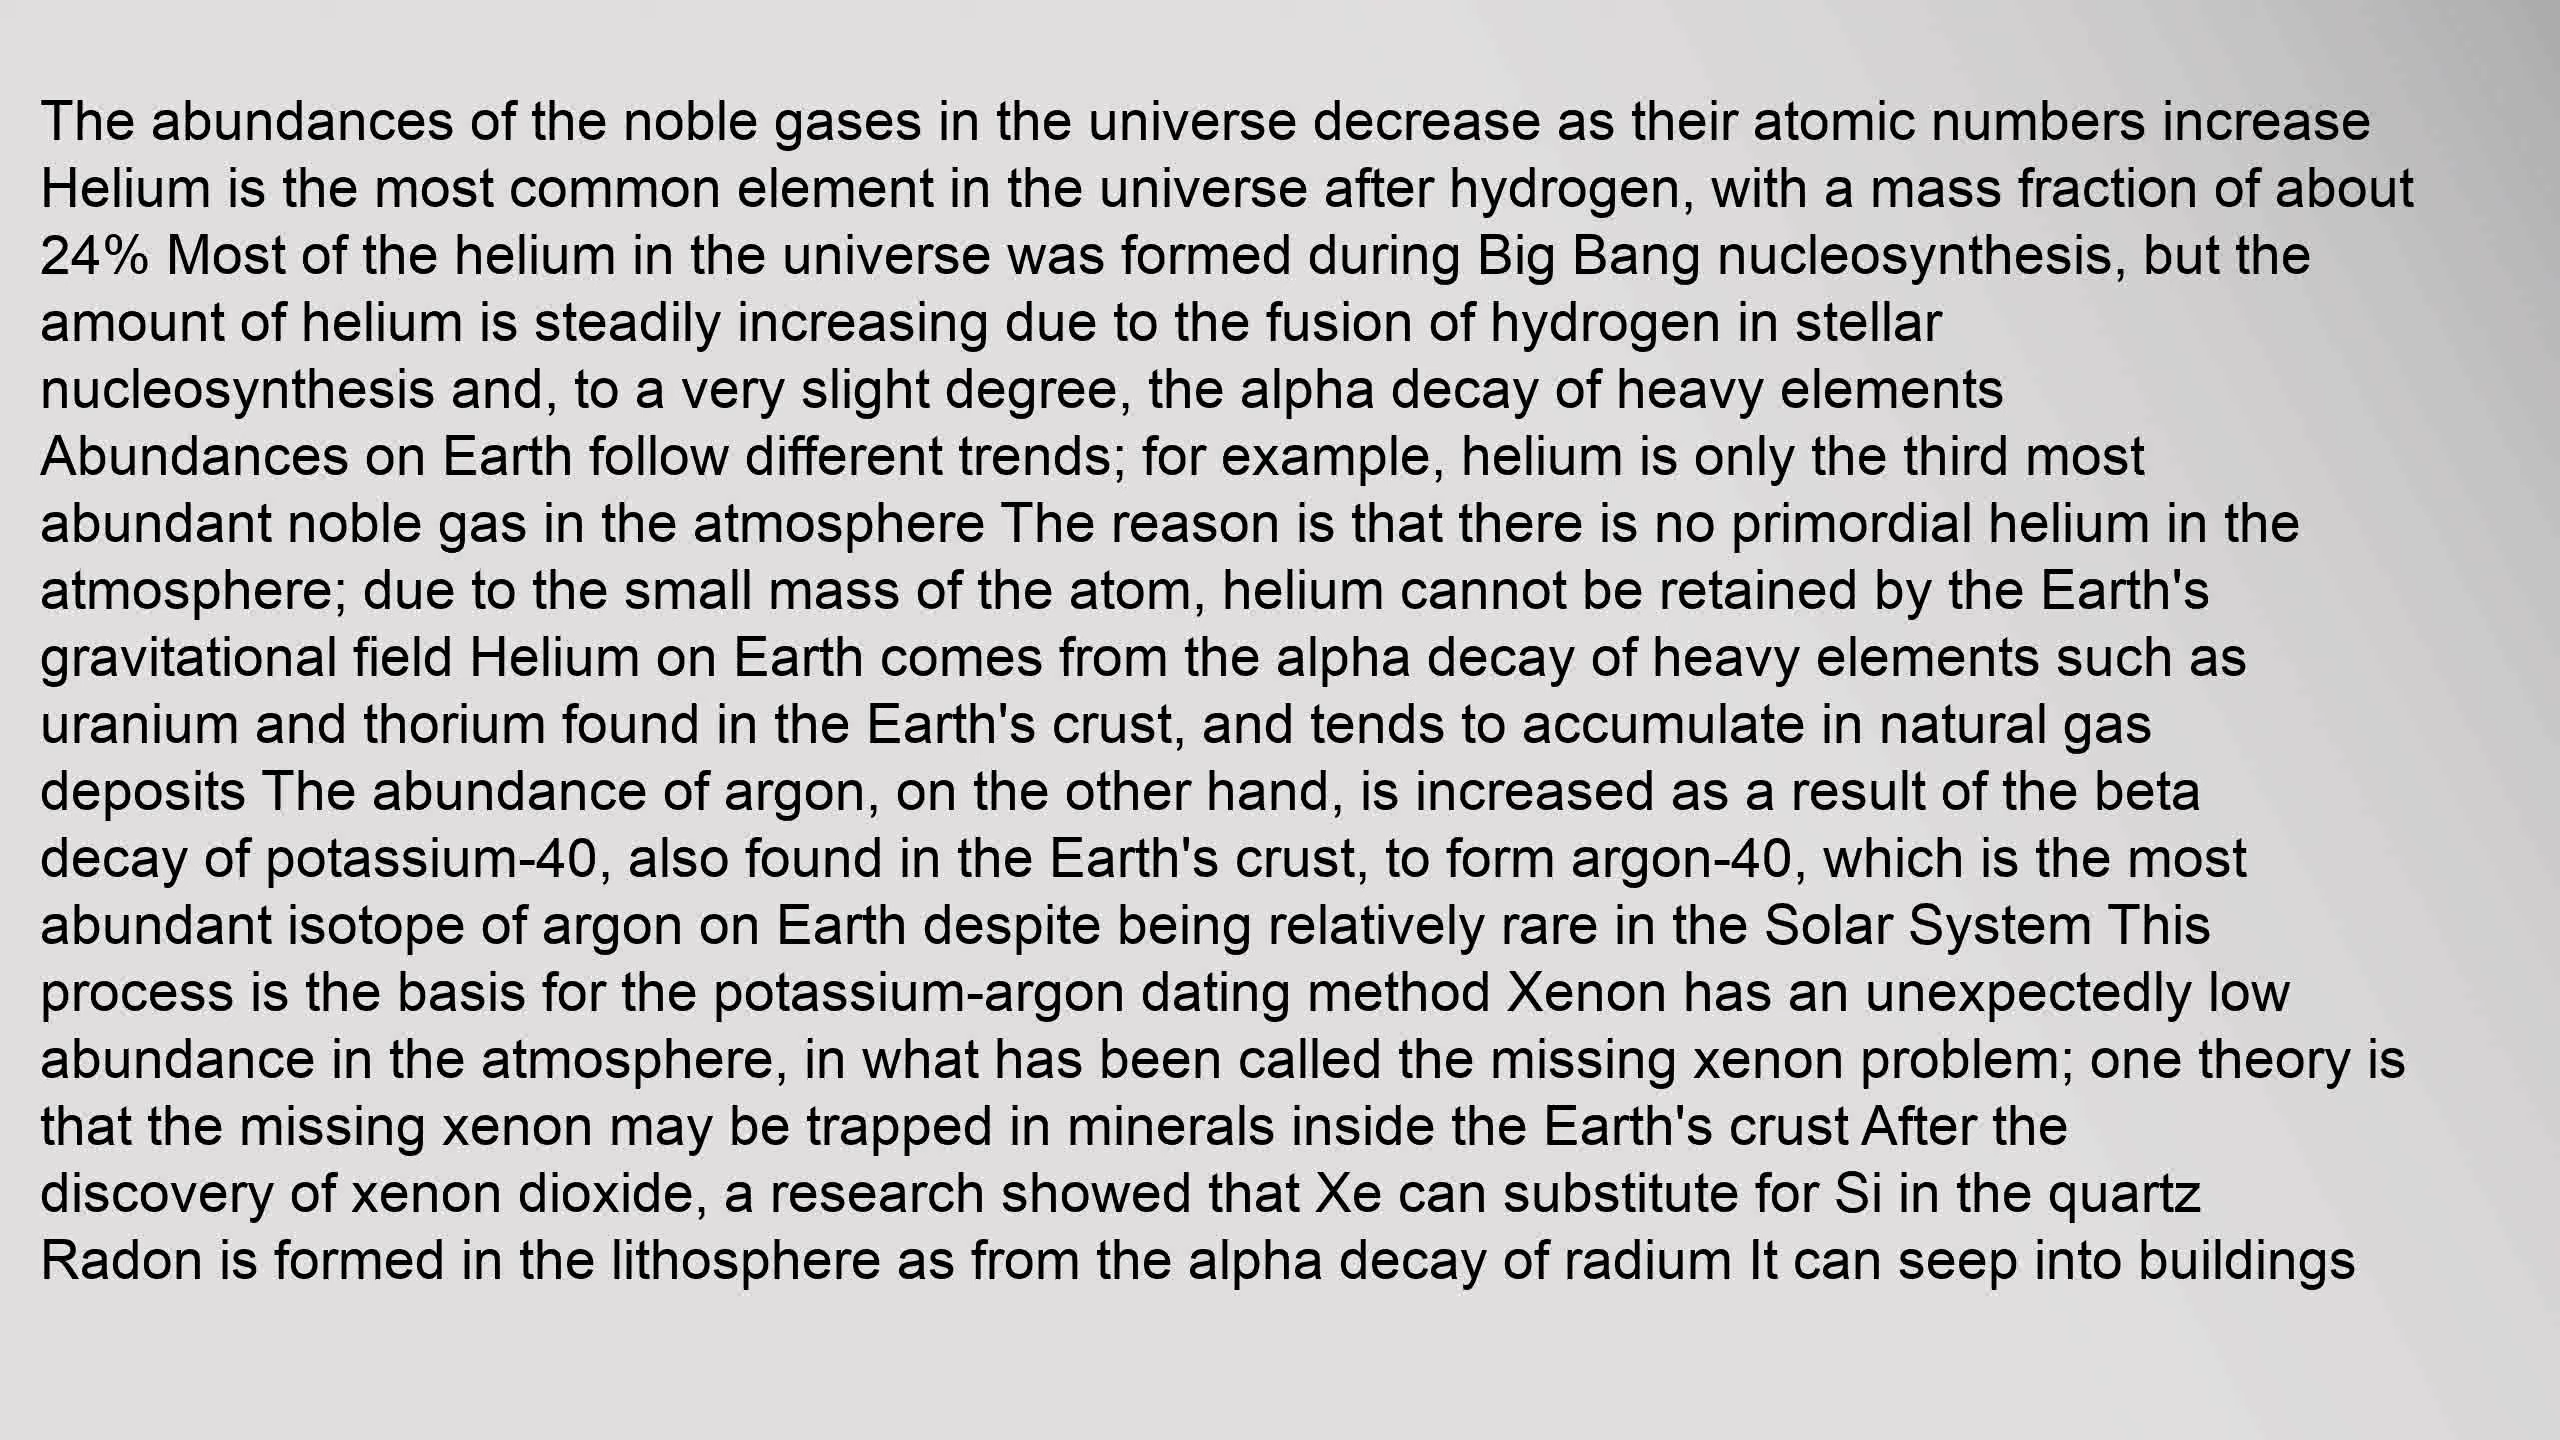 The abundances of the noble gases in the universe decrease as their atomic numbers increase
Helium is the most common element in the universe after hydrogen, with a mass fraction of about
24% Most of the helium in the universe was formed during Big Bang nucleosynthesis, but the
amount of helium is steadily increasing due to the fusion of hydrogen in stellar
nucleosynthesis and, to a very slight degree, the alpha decay of heavy elements
Abundances on Earth follow different trends; for example, helium is only the third most
abundant noble gas in the atmosphere The reason is that there is no primordial helium in the
atmosphere; due to the small mass of the atom, helium cannot be retained by the Earth's
gravitational field Helium on Earth comes from the alpha decay of heavy elements such as
uranium and thorium found in the Earth's crust, and tends to accumulate in natural gas
deposits The abundance of argon, on the other hand, is increased as a result of the beta
decay of potassium-40, also found in the Earth's crust, to form argon-40, which is the most
abundant isotope of argon on Earth despite being relatively rare in the Solar System This
process is the basis for the potassium-argon dating method Xenon has an unexpectedly low
abundance in the atmosphere, in what has been called the missing xenon problem; one theory is
that the missing xenon may be trapped in minerals inside the Earth's crust After the
discovery of xenon dioxide, a research showed that Xe can substitute for Si in the quartz
Radon is formed in the lithosphere as from the alpha decay of radium It can seep into buildings